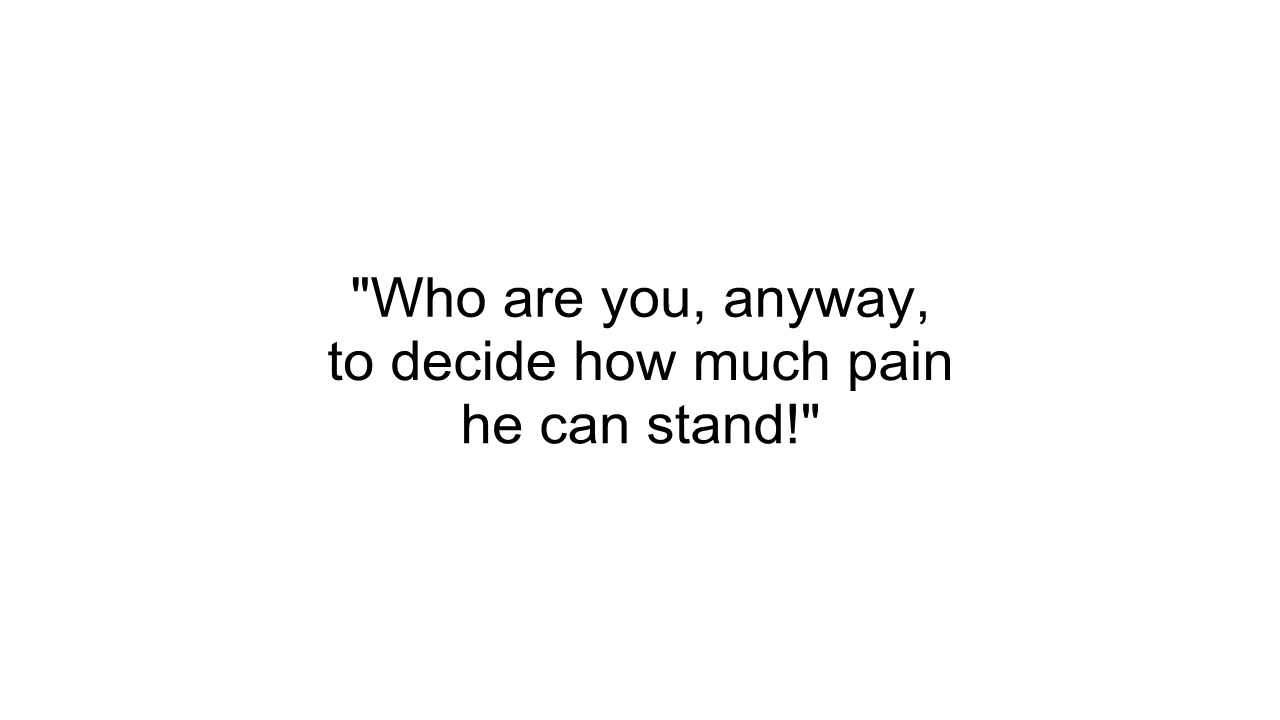 "Who are you, anyway,
to decide how much pain
he can stand!"